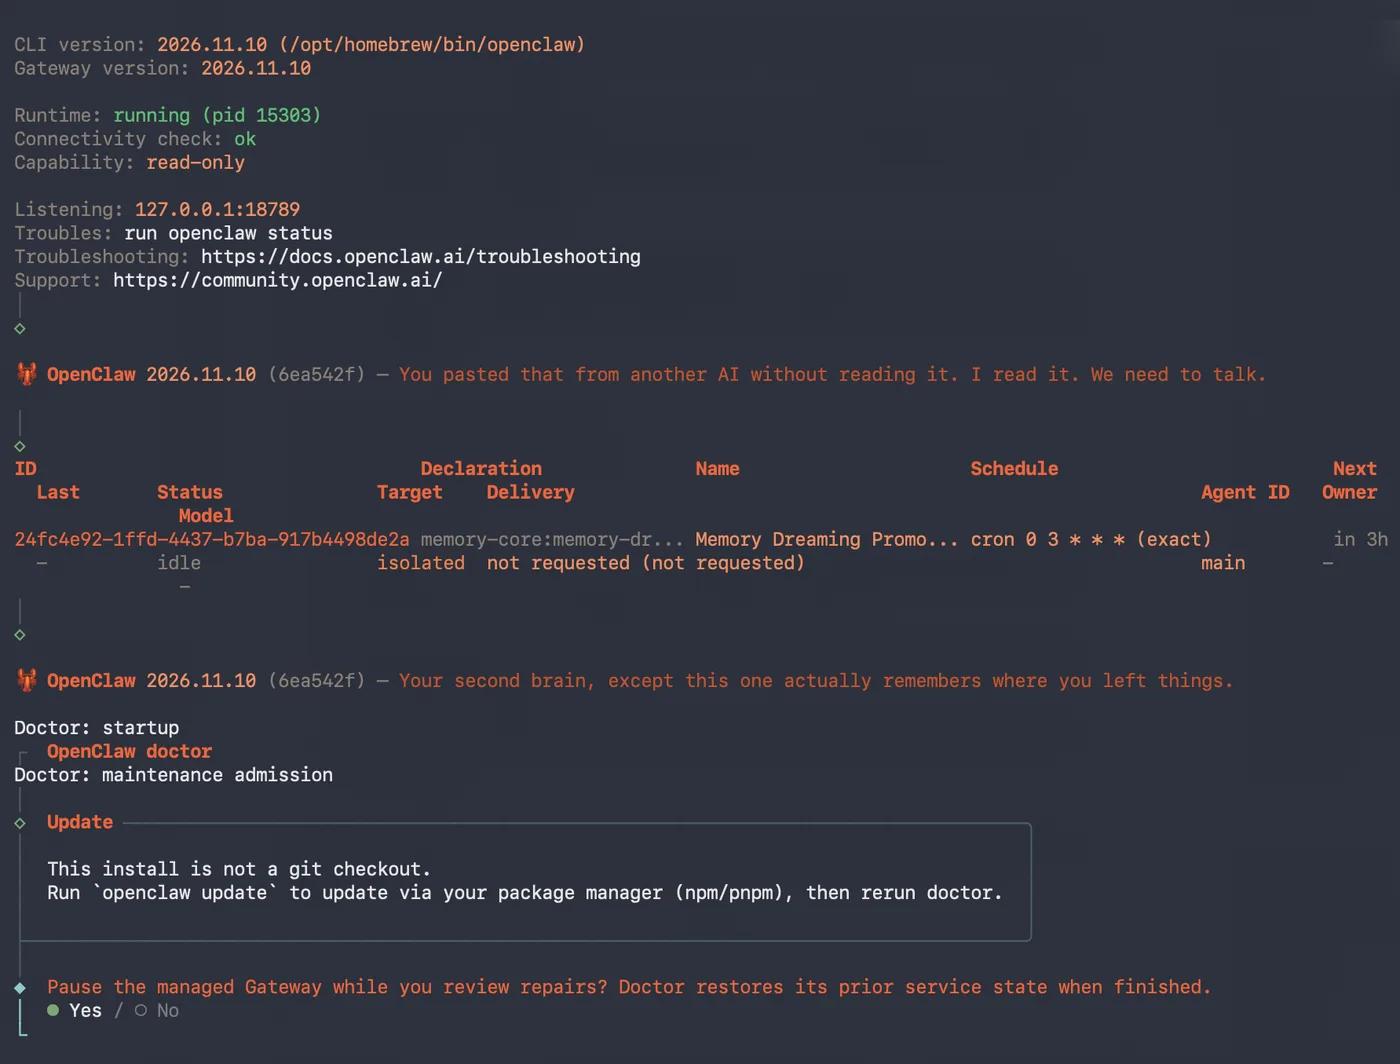 CLI version: 2026.11.10 (/opt/homebrew/bin/openclaw)
Gateway version: 2026.11.10
Runtime: running (pid 15303)
Connectivity check: ok
Capability: read-only
Listening: 127.0.0.1:18789
Troubles: run openclaw status
Troubleshooting: https://docs.openclaw.ai/troubleshooting
Support: https://community.openclaw.ai/
🦞 OpenClaw 2026.11.10 (6ea542f) — You pasted that from another AI without reading it. I read it. We need to talk.
ID Declaration Name Schedule Next
Last Status Target Delivery Agent ID Owner
Model
24fc4e92-1ffd-4437-b7ba-917b4498de2a memory-core:memory-dr... Memory Dreaming Promo... cron 0 3 * * * (exact) in 3h
- idle isolated not requested (not requested) main -
-
🦞 OpenClaw 2026.11.10 (6ea542f) — Your second brain, except this one actually remembers where you left things.
Doctor: startup
OpenClaw doctor
Doctor: maintenance admission
Update
This install is not a git checkout.
Run `openclaw update` to update via your package manager (npm/pnpm), then rerun doctor.
Pause the managed Gateway while you review repairs? Doctor restores its prior service state when finished.
● Yes / ○ No